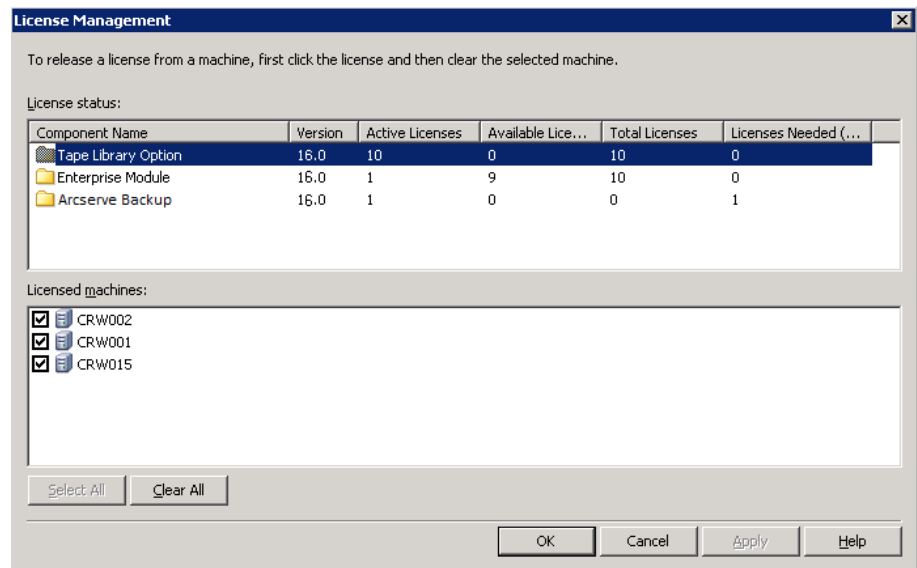 License Management
To release a license from a machine, first click the license and then clear the selected machine.
License status:
Component Name Version Active Licenses Available Lice... Total Licenses Licenses Needed (...
Tape Library Option 16.0 10 0 10 0
Enterprise Module 16.0 1 9 10 0
Arcserve Backup 16.0 1 0 0 1
Licensed machines:
CRW002
CRW001
CRW015
Select All Clear All
OK Cancel Apply Help